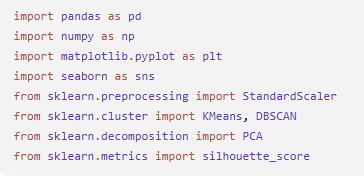 import pandas as pd
import numpy as np
import matplotlib.pyplot as plt
import seaborn as sns
from sklearn.preprocessing import StandardScaler
from sklearn.cluster import KMeans, DBSCAN
from sklearn.decomposition import PCA
from sklearn.metrics import silhouette_score